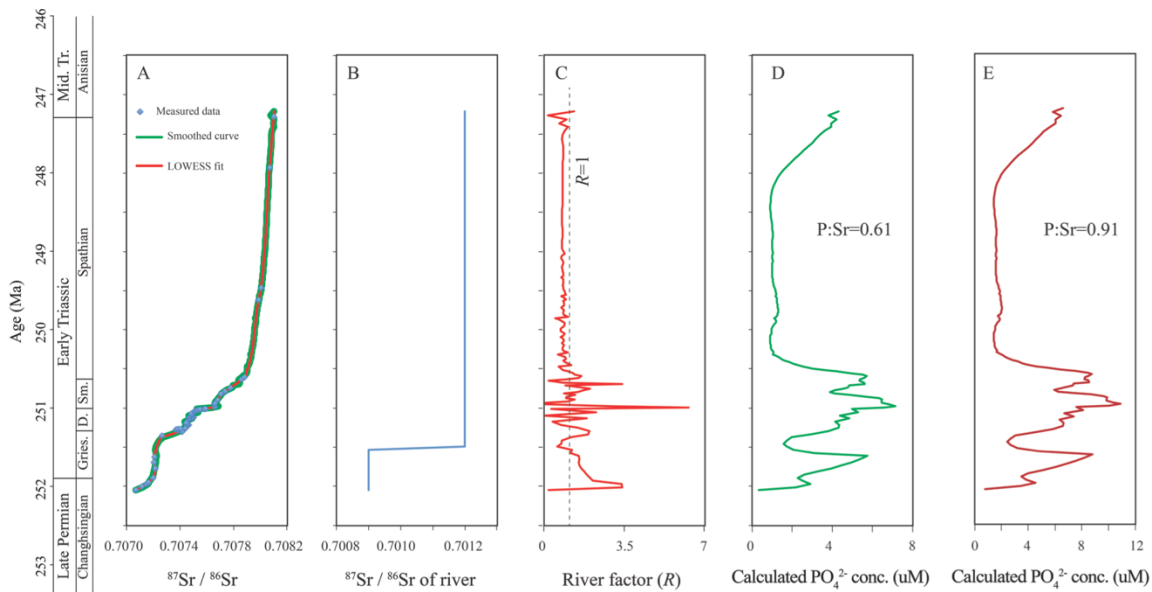 246
247
248
249
250
251
252
253
Age (Ma)
Mid. Tr.
Early Triassic
Late Permian
Anisian
Spathian
Sm.
D.
Gries.
Changhsingian
A
Measured data
Smoothed curve
LOWESS fit
0.7070 0.7074 0.7078 0.7082
87Sr / 86Sr
B
0.7008 0.7010 0.7012
87Sr / 86Sr of river
C
R=1
0 3.5 7
River factor (R)
D
P:Sr=0.61
0 4 8
Calculated PO₄²⁻ conc. (uM)
E
P:Sr=0.91
0 4 8 12
Calculated PO₄²⁻ conc. (uM)